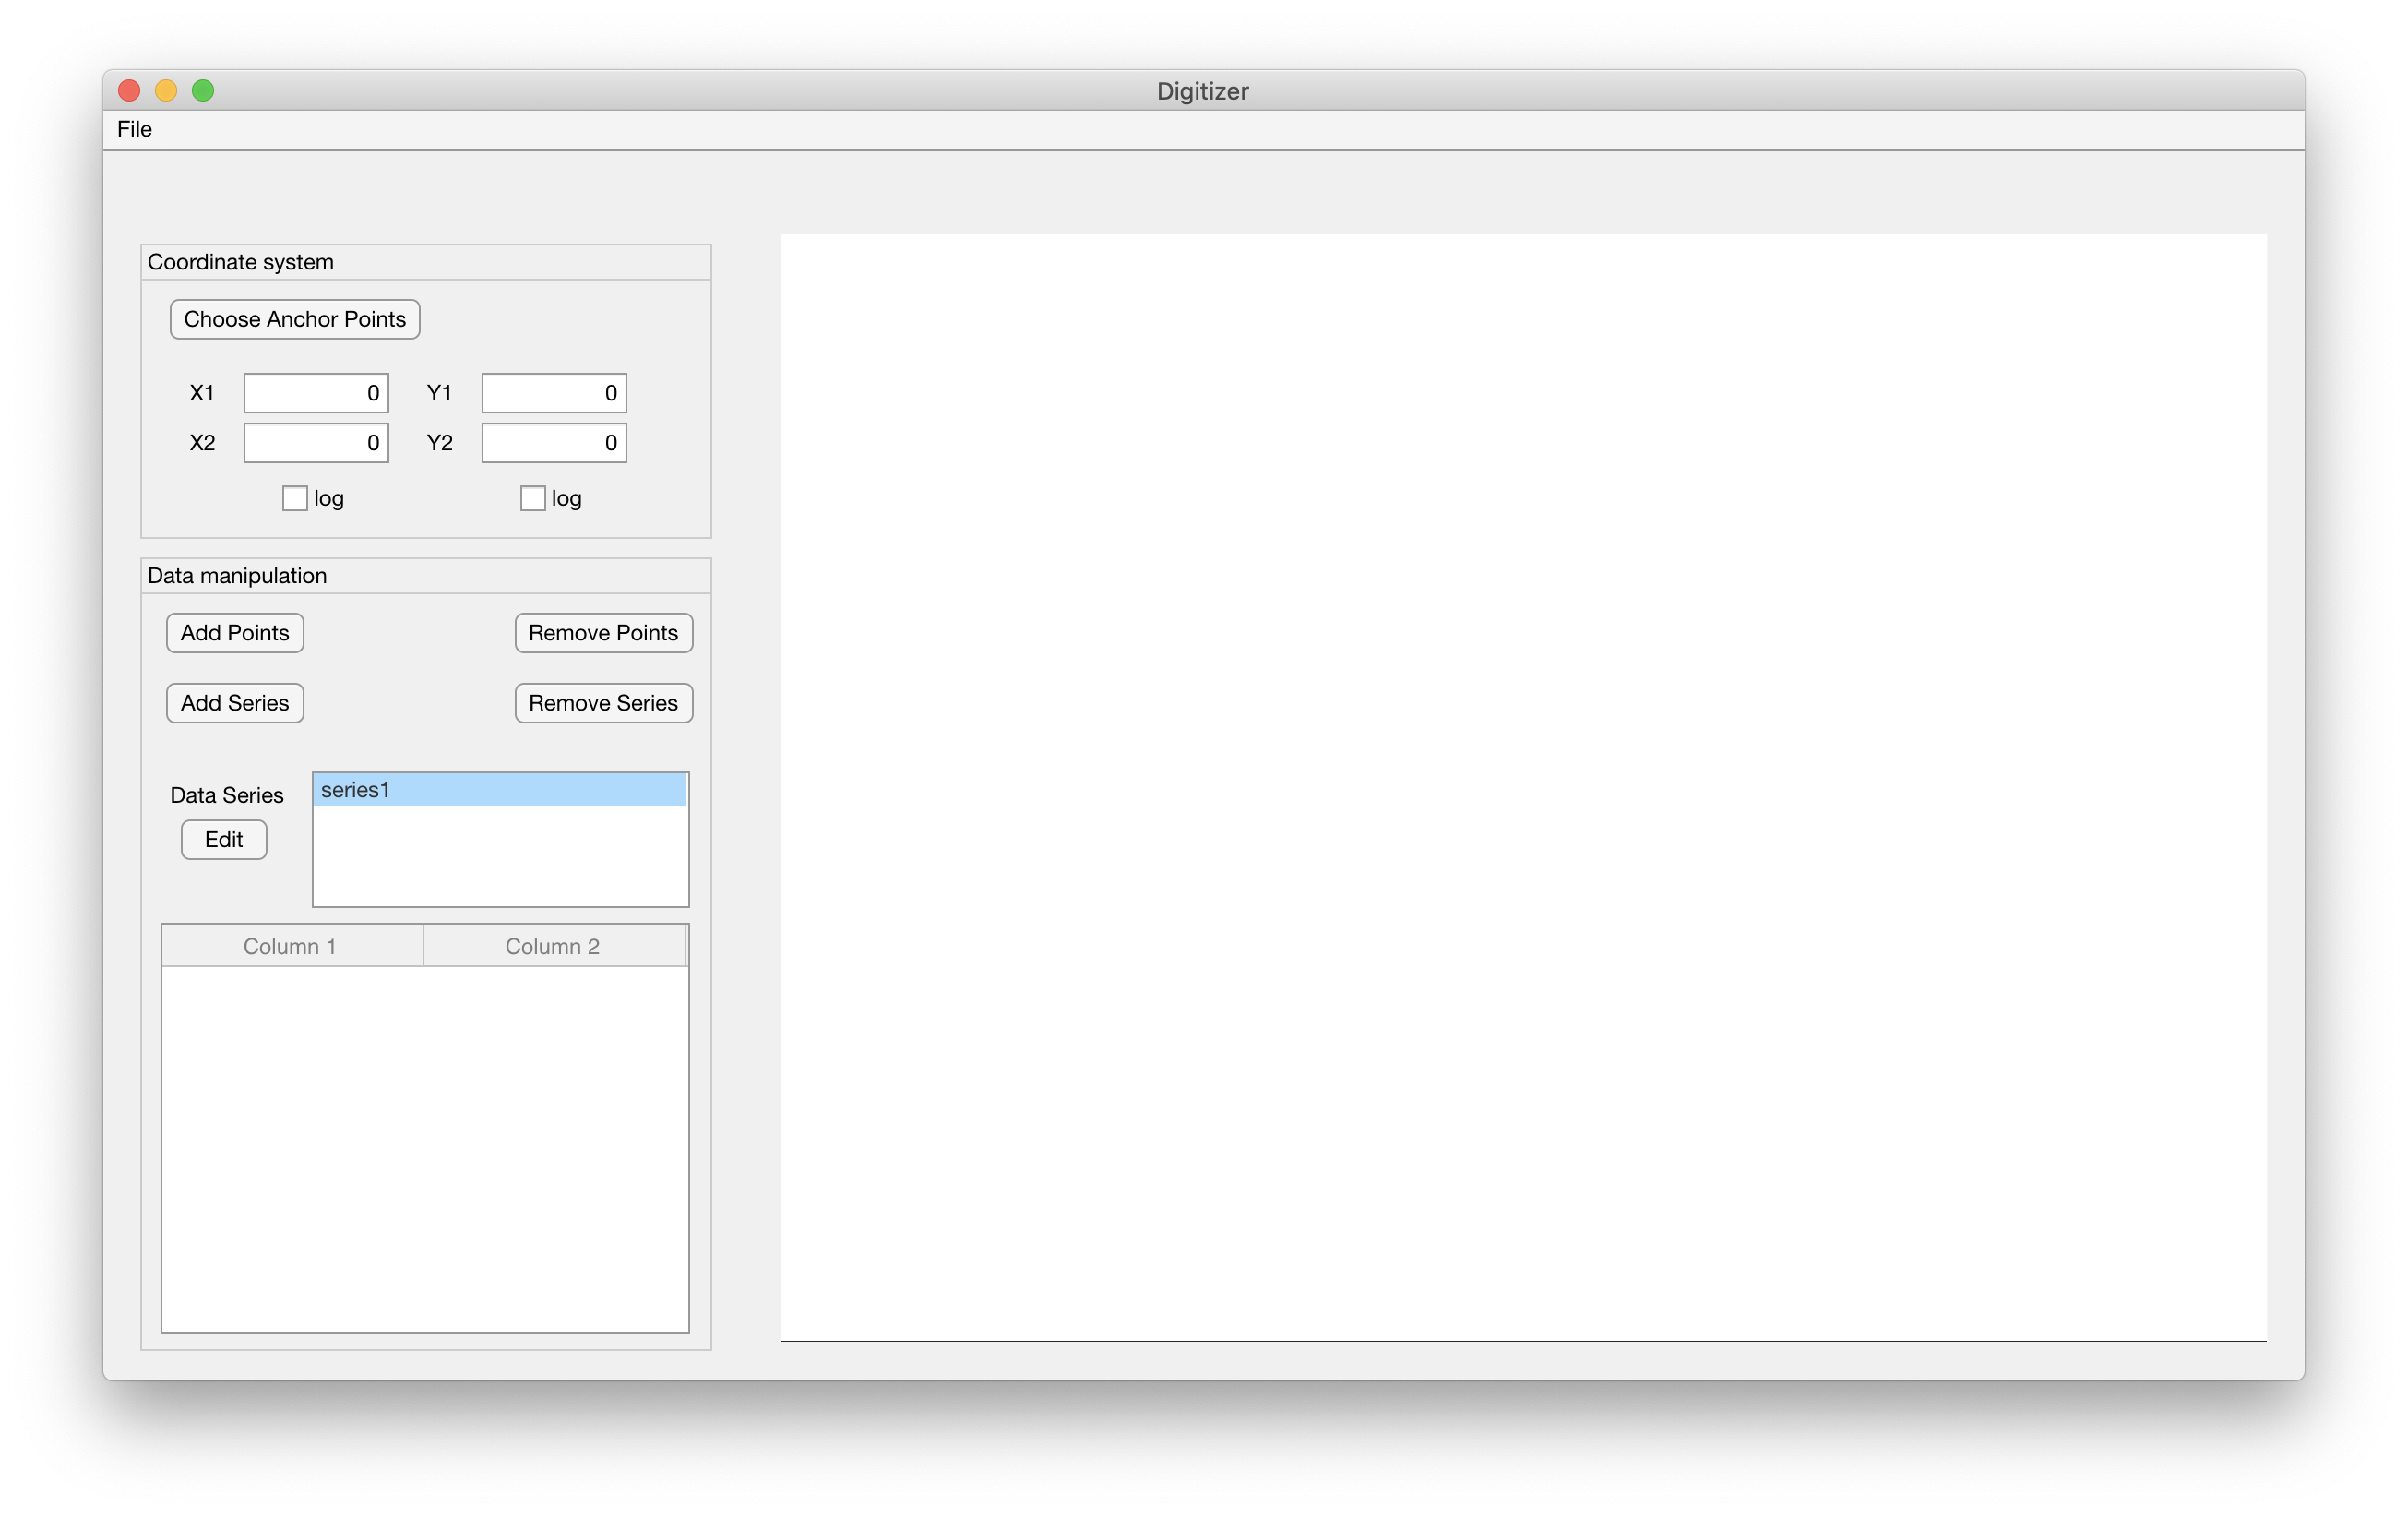 Digitizer
File
Coordinate system
Choose Anchor Points
X1 0 Y1 0
X2 0 Y2 0
log log
Data manipulation
Add Points Remove Points
Add Series Remove Series
Data Series series1
Edit
Column 1 Column 2